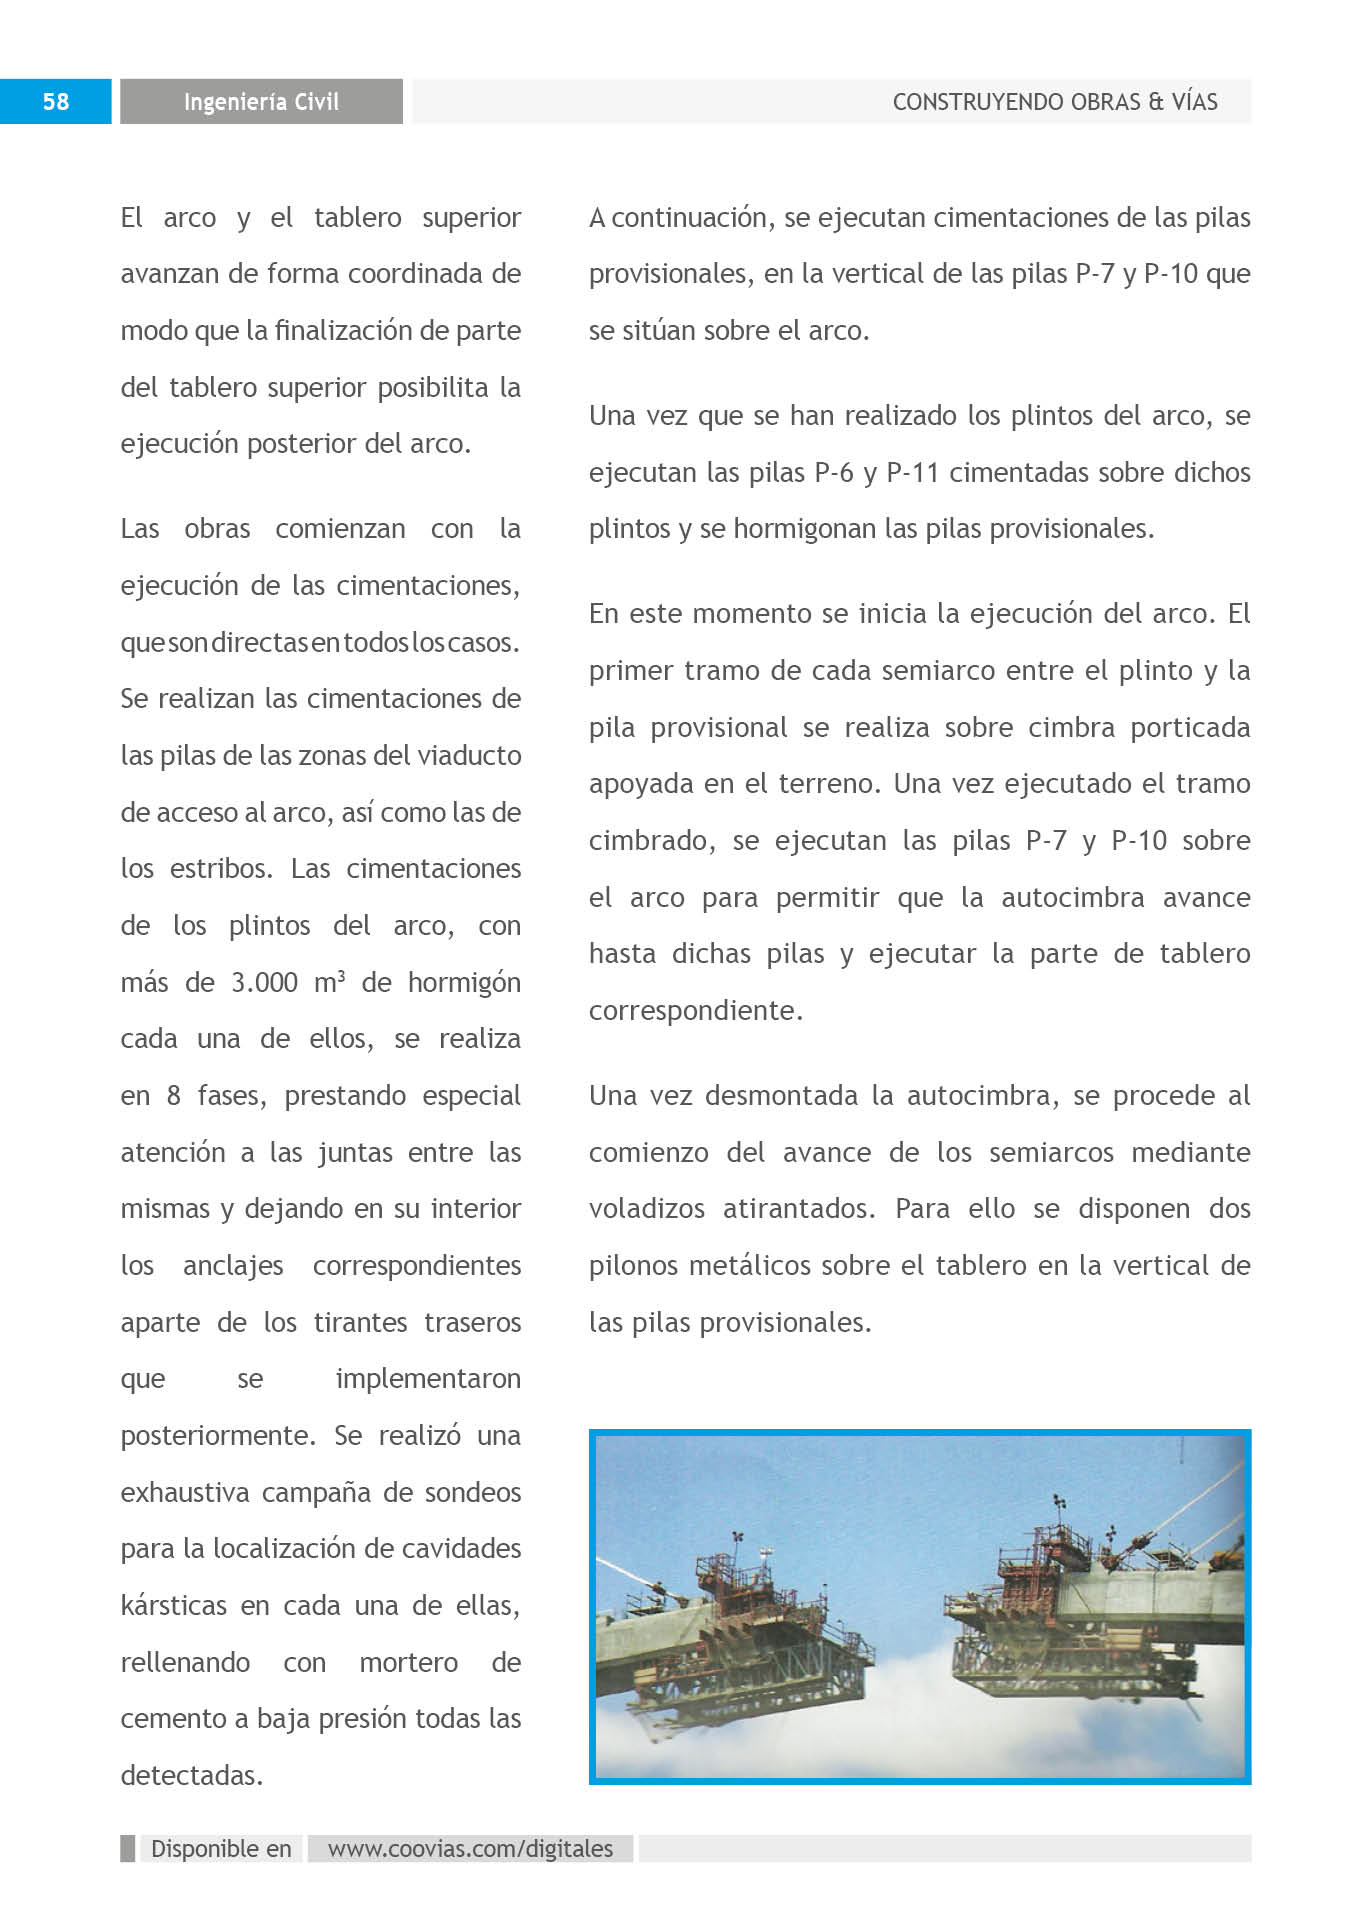 58
Ingeniería Civil
CONSTRUYENDO OBRAS & VÍAS
El arco y el tablero superior
avanzan de forma coordinada de
modo que la finalización de parte
del tablero superior posibilita la
ejecución posterior del arco.
Las obras comienzan con la
ejecución de las cimentaciones,
que son directas en todos los casos.
Se realizan las cimentaciones de
las pilas de las zonas del viaducto
de acceso al arco, así como las de
los estribos. Las cimentaciones
de los plintos del arco, con
más de 3.000 m³ de hormigón
cada una de ellos, se realiza
en 8 fases, prestando especial
atención a las juntas entre las
mismas y dejando en su interior
los anclajes correspondientes
aparte de los tirantes traseros
que se implementaron
posteriormente. Se realizó una
exhaustiva campaña de sondeos
para la localización de cavidades
kársticas en cada una de ellas,
rellenando con mortero de
cemento a baja presión todas las
detectadas.
A continuación, se ejecutan cimentaciones de las pilas
provisionales, en la vertical de las pilas P-7 y P-10 que
se sitúan sobre el arco.
Una vez que se han realizado los plintos del arco, se
ejecutan las pilas P-6 y P-11 cimentadas sobre dichos
plintos y se hormigonan las pilas provisionales.
En este momento se inicia la ejecución del arco. El
primer tramo de cada semiarco entre el plinto y la
pila provisional se realiza sobre cimbra porticada
apoyada en el terreno. Una vez ejecutado el tramo
cimbrado, se ejecutan las pilas P-7 y P-10 sobre
el arco para permitir que la autocimbra avance
hasta dichas pilas y ejecutar la parte de tablero
correspondiente.
Una vez desmontada la autocimbra, se procede al
comienzo del avance de los semiarcos mediante
voladizos atirantados. Para ello se disponen dos
pilonos metálicos sobre el tablero en la vertical de
las pilas provisionales.
Disponible en
www.coovias.com/digitales